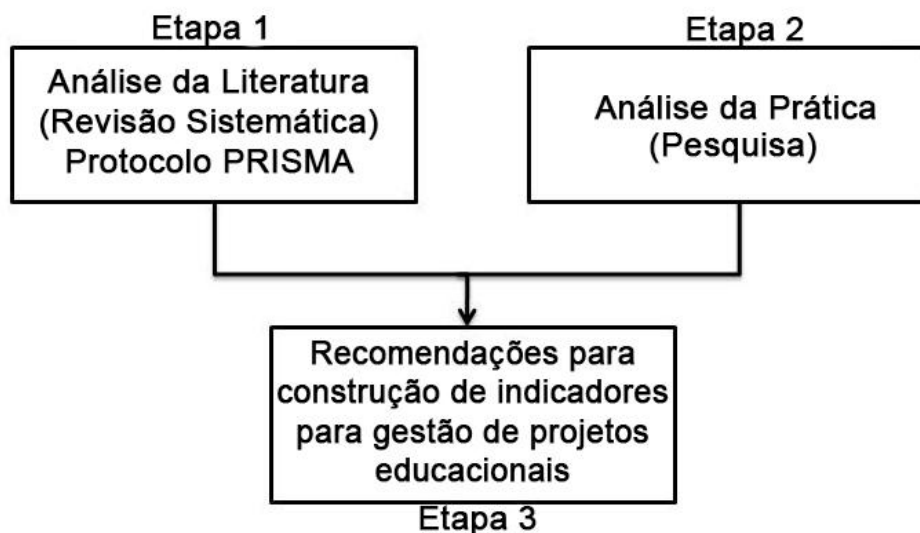 Etapa 1
Análise da Literatura
(Revisão Sistemática)
Protocolo PRISMA
Etapa 2
Análise da Prática
(Pesquisa)
Recomendações para
construção de indicadores
para gestão de projetos
educacionais
Etapa 3